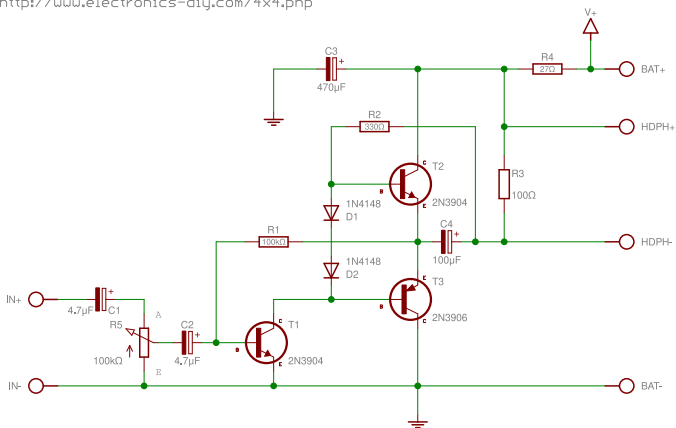 http://www.electronics-diy.com/4x4.php
V+
C3
+
470µF
R4
27Ω
BAT+
R2
330Ω
HDPH+
C
T2
B
2N3904
E
R3
100Ω
1N4148
D1
R1
100kΩ
C4
+
100µF
HDPH-
1N4148
D2
E
T3
B
2N3906
C
IN+
+
4.7µF
C1
A
R5
100kΩ
E
C2
+
4.7µF
C
T1
B
2N3904
E
IN-
BAT-